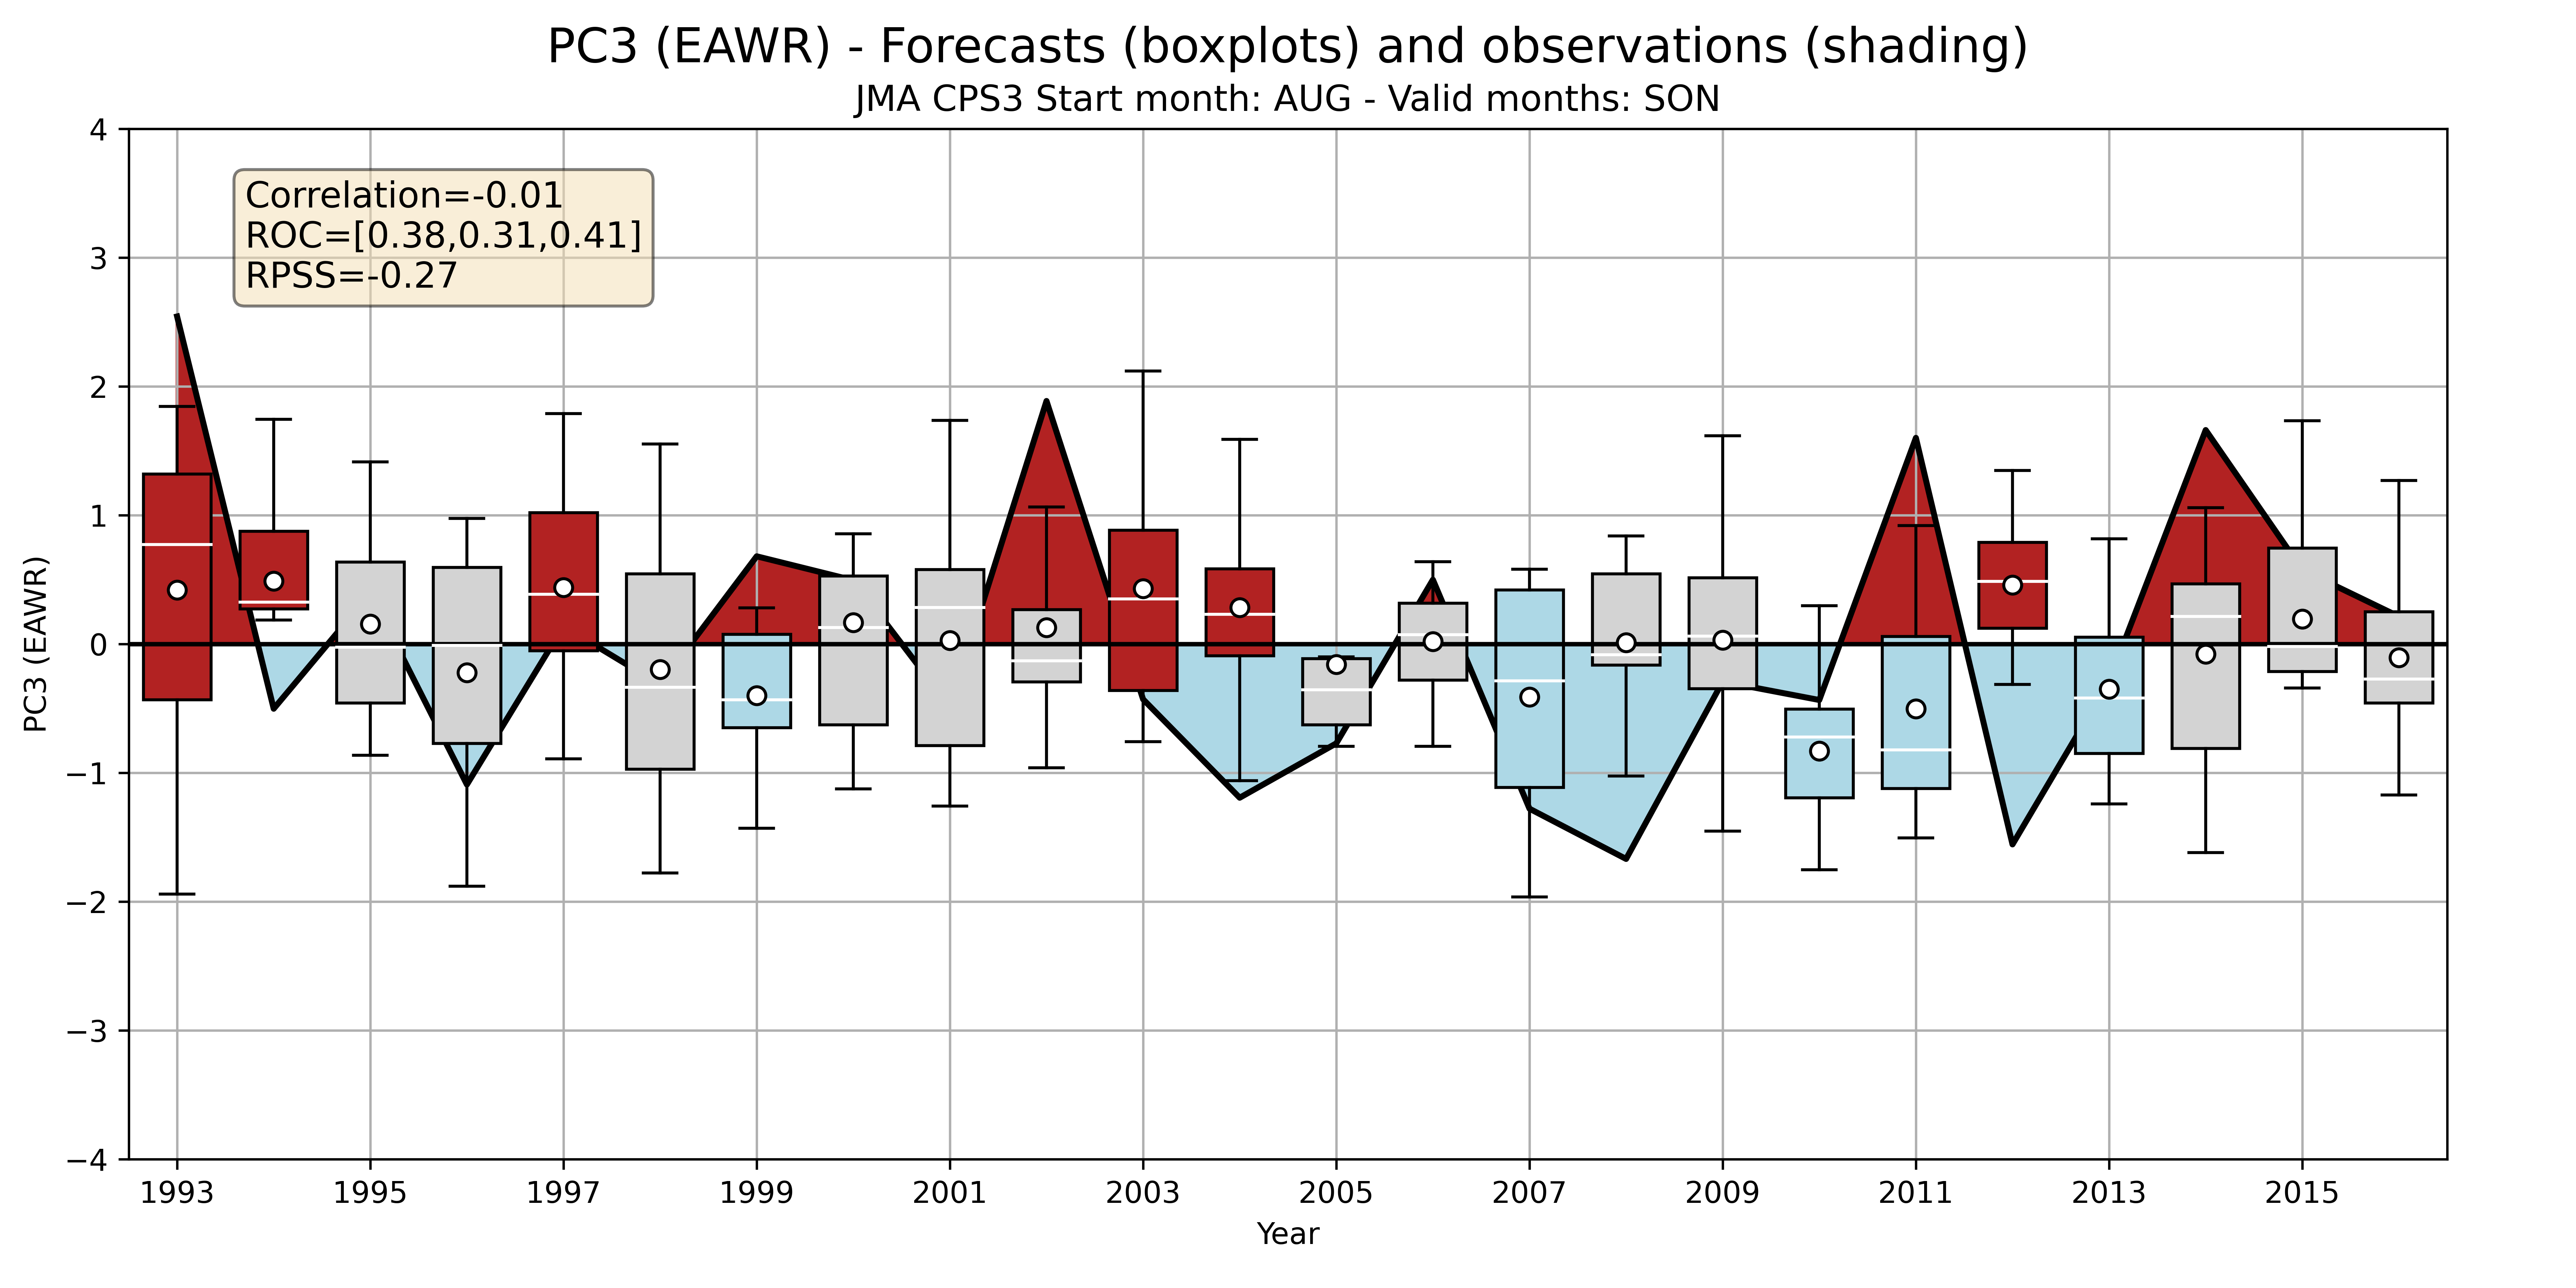 PC3 (EAWR) - Forecasts (boxplots) and observations (shading)
JMA CPS3 Start month: AUG - Valid months: SON
Correlation=-0.01
ROC=[0.38,0.31,0.41]
RPSS=-0.27
PC3 (EAWR)
4
3
2
1
0
−1
−2
−3
−4
1993 1995 1997 1999 2001 2003 2005 2007 2009 2011 2013 2015
Year